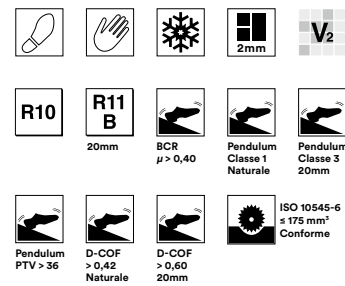 2mm
V2
R10
R11
B
20mm
BCR
μ > 0,40
Pendulum
Classe 1
Naturale
Pendulum
Classe 3
20mm
Pendulum
PTV > 36
D-COF
> 0,42
Naturale
D-COF
> 0,60
20mm
ISO 10545-6
≤ 175 mm³
Conforme